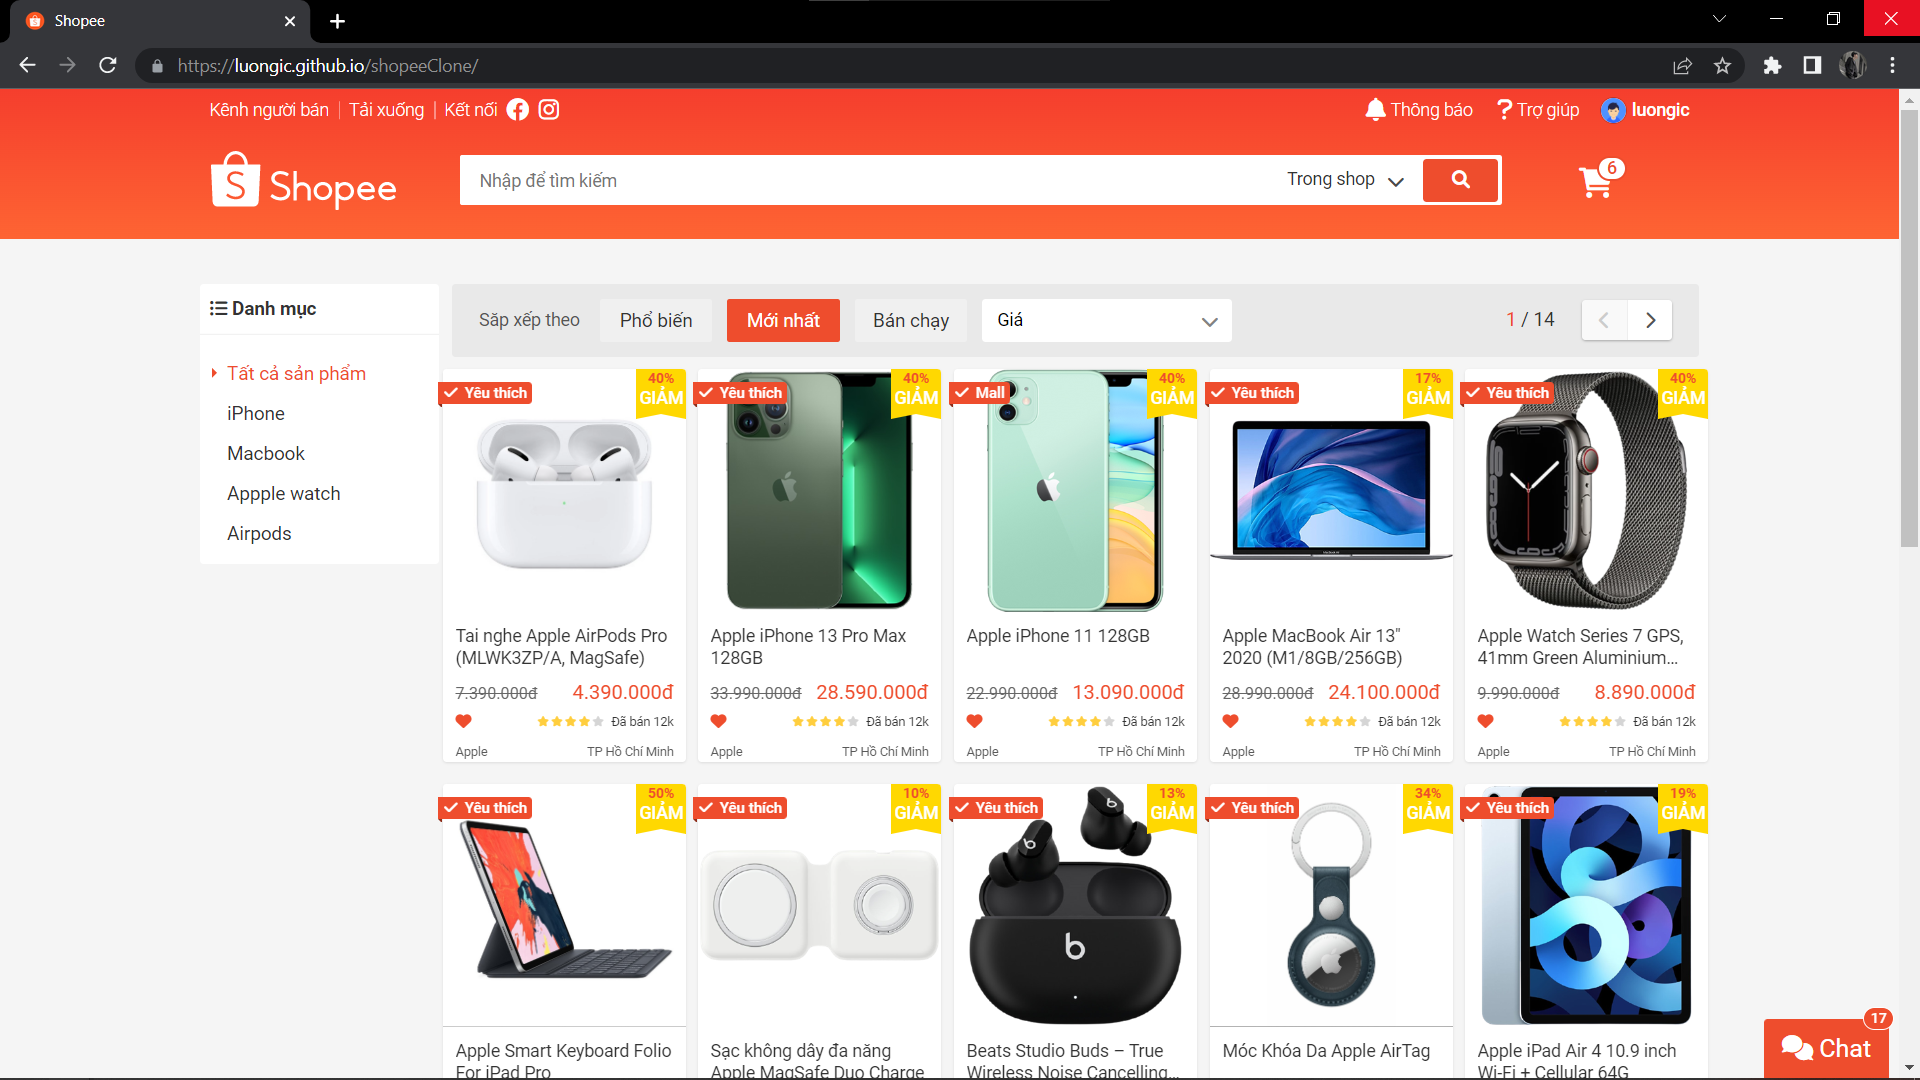 Shopee
https://luongic.github.io/shopeeClone/
Kênh người bán | Tải xuống | Kết nối
Thông báo
Trợ giúp
luongic
Shopee
Nhập để tìm kiếm
Trong shop
6
Danh mục
Tất cả sản phẩm
iPhone
Macbook
Appple watch
Airpods
Săp xếp theo
Phổ biến
Mới nhất
Bán chạy
Giá
1 / 14
Yêu thích
40%
GIẢM
Tai nghe Apple AirPods Pro
(MLWK3ZP/A, MagSafe)
7.390.000đ 4.390.000đ
Đã bán 12k
Apple TP Hồ Chí Minh
Yêu thích
40%
GIẢM
Apple iPhone 13 Pro Max
128GB
33.990.000đ 28.590.000đ
Đã bán 12k
Apple TP Hồ Chí Minh
Mall
40%
GIẢM
Apple iPhone 11 128GB
22.990.000đ 13.090.000đ
Đã bán 12k
Apple TP Hồ Chí Minh
Yêu thích
17%
GIẢM
Apple MacBook Air 13"
2020 (M1/8GB/256GB)
28.990.000đ 24.100.000đ
Đã bán 12k
Apple TP Hồ Chí Minh
Yêu thích
40%
GIẢM
Apple Watch Series 7 GPS,
41mm Green Aluminium...
9.990.000đ 8.890.000đ
Đã bán 12k
Apple TP Hồ Chí Minh
Yêu thích
50%
GIẢM
Apple Smart Keyboard Folio
For iPad Pro
Yêu thích
10%
GIẢM
Sạc không dây đa năng
Apple MagSafe Duo Charge
Yêu thích
13%
GIẢM
Beats Studio Buds – True
Wireless Noise Cancelling...
Yêu thích
34%
GIẢM
Móc Khóa Da Apple AirTag
Yêu thích
19%
GIẢM
Apple iPad Air 4 10.9 inch
Wi-Fi + Cellular 64G
17
Chat